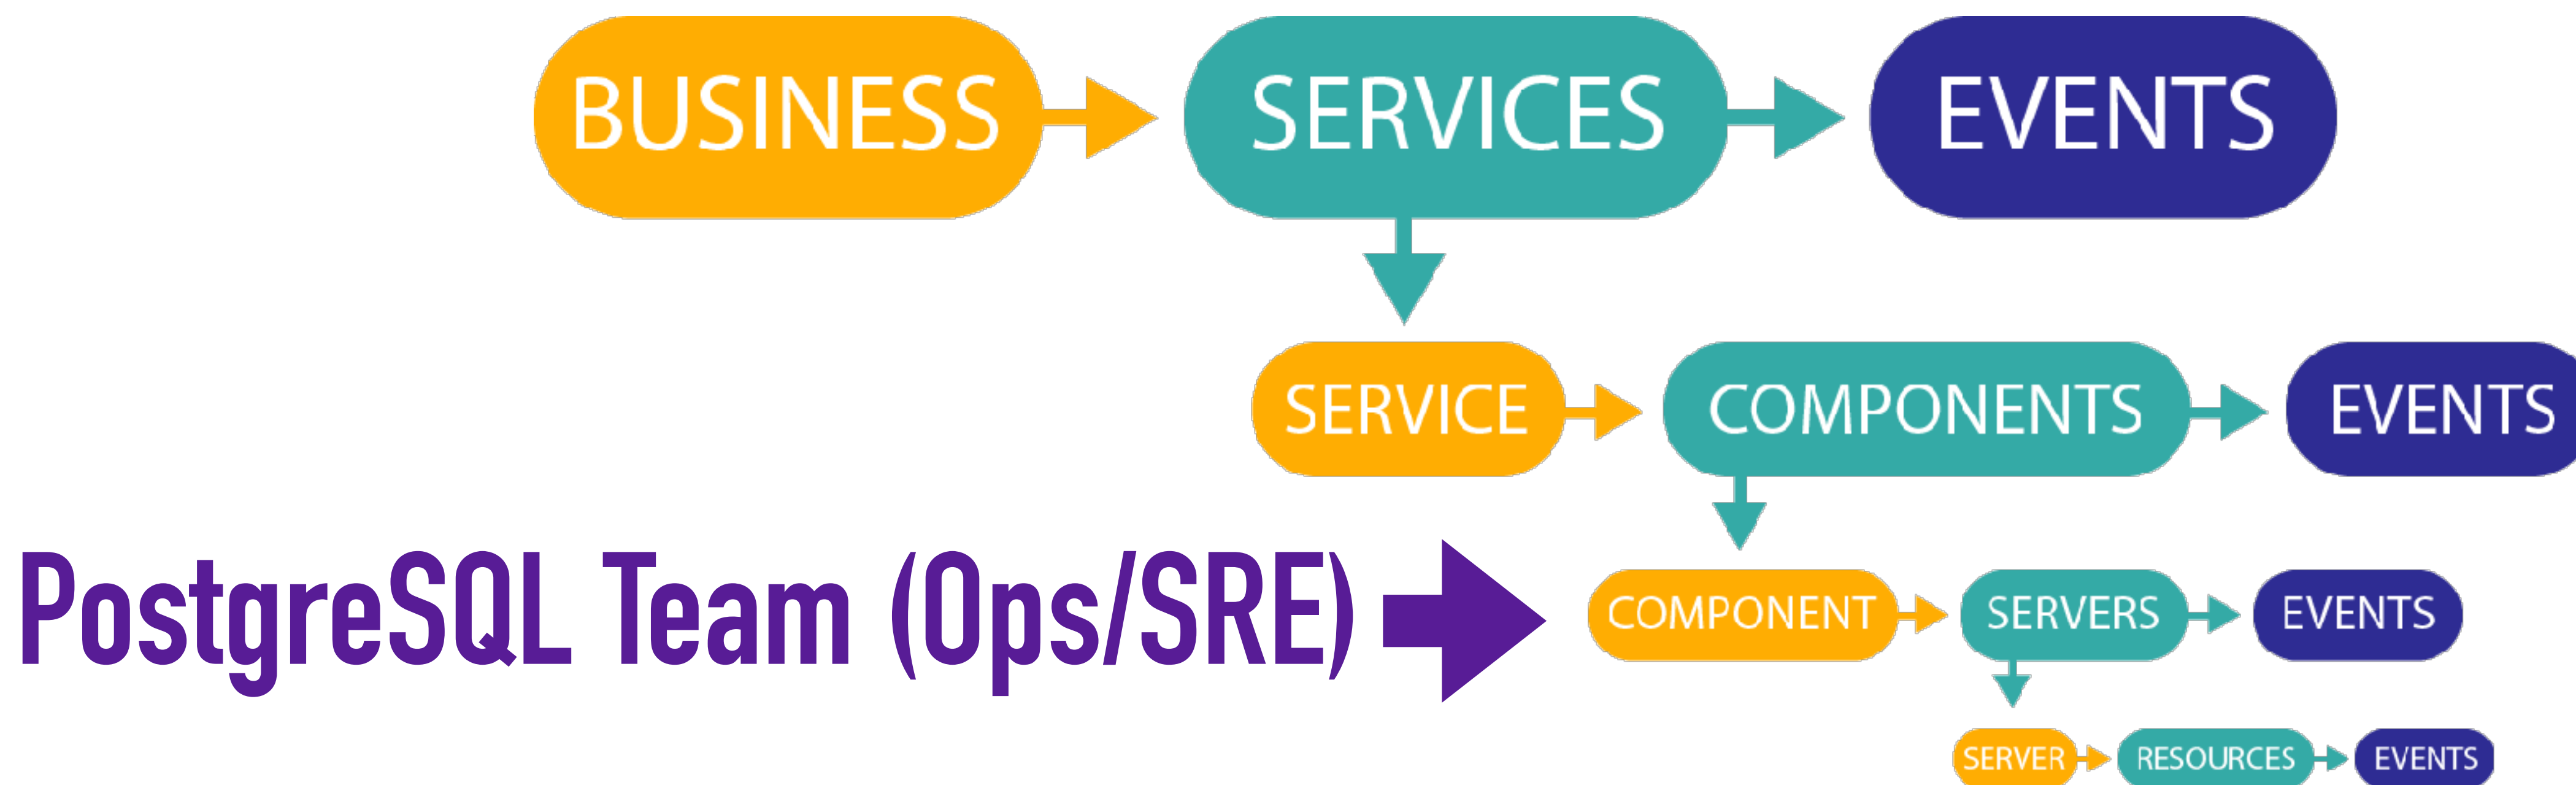 BUSINESS SERVICES EVENTS
SERVICE COMPONENTS EVENTS
PostgreSQL Team (Ops/SRE) COMPONENT SERVERS EVENTS
SERVER RESOURCES EVENTS